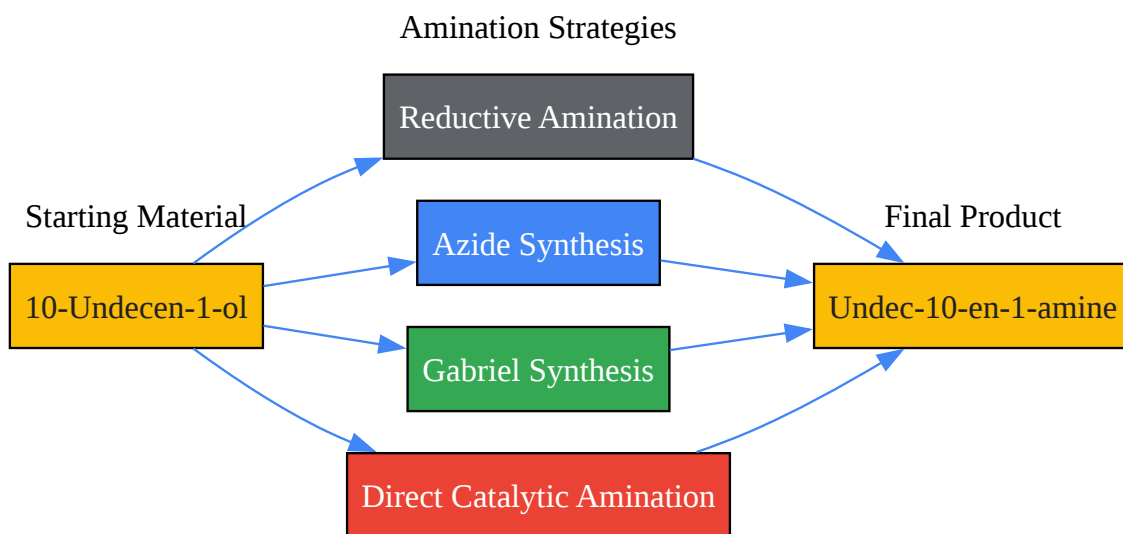 Amination Strategies
Reductive Amination
Starting Material
Azide Synthesis
Final Product
10-Undecen-1-ol
Undec-10-en-1-amine
Gabriel Synthesis
Direct Catalytic Amination